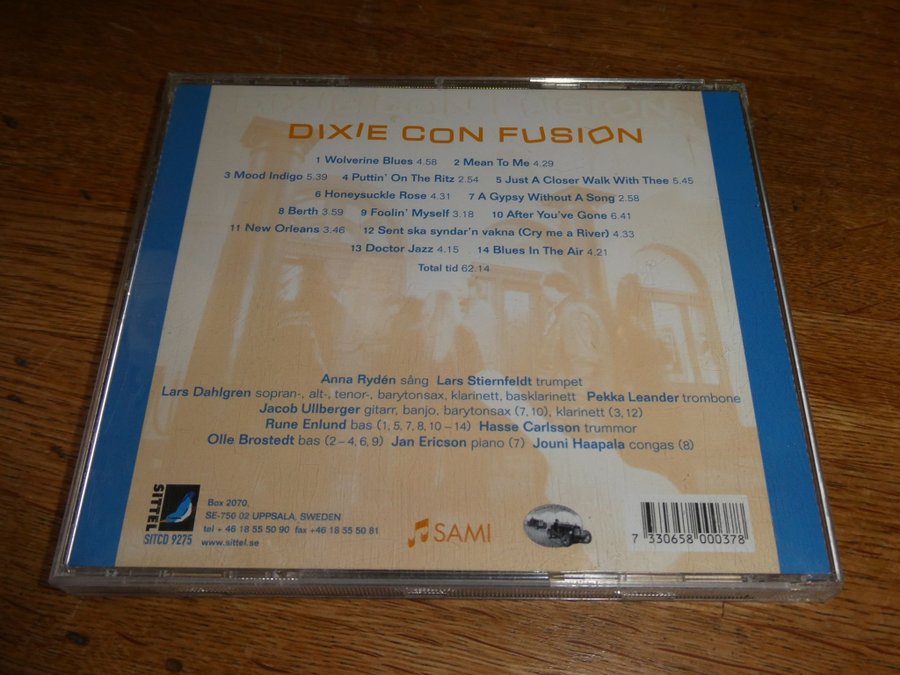 DIXIE CON FUSION
DIXIE CON FUSION
1 Wolverine Blues 4.58 2 Mean To Me 4.29
3 Mood Indigo 5.39 4 Puttin' On The Ritz 2.54 5 Just A Closer Walk With Thee 5.45
6 Honeysuckle Rose 4.31 7 A Gypsy Without A Song 2.58
8 Berth 3.59 9 Foolin' Myself 3.18 10 After You've Gone 6.41
11 New Orleans 3.46 12 Sent ska syndar'n vakna (Cry me a River) 4.33
13 Doctor Jazz 4.15 14 Blues In The Air 4.21
Total tid 62.14
Anna Rydén sång Lars Stiernfeldt trumpet
Lars Dahlgren sopran-, alt-, tenor-, barytonsax, klarinett, basklarinett Pekka Leander trombone
Jacob Ullberger gitarr, banjo, barytonsax (7, 10), klarinett (3, 12)
Rune Enlund bas (1, 5, 7, 8, 10 – 14) Hasse Carlsson trummor
Olle Brostedt bas (2 – 4, 6, 9) Jan Ericson piano (7) Jouni Haapala congas (8)
SITTEL
SITCD 9275
Box 2070,
SE-750 02 UPPSALA, SWEDEN
tel + 46 18 55 50 90 fax +46 18 55 50 81
www.sittel.se
SAMI
7 330658 000378